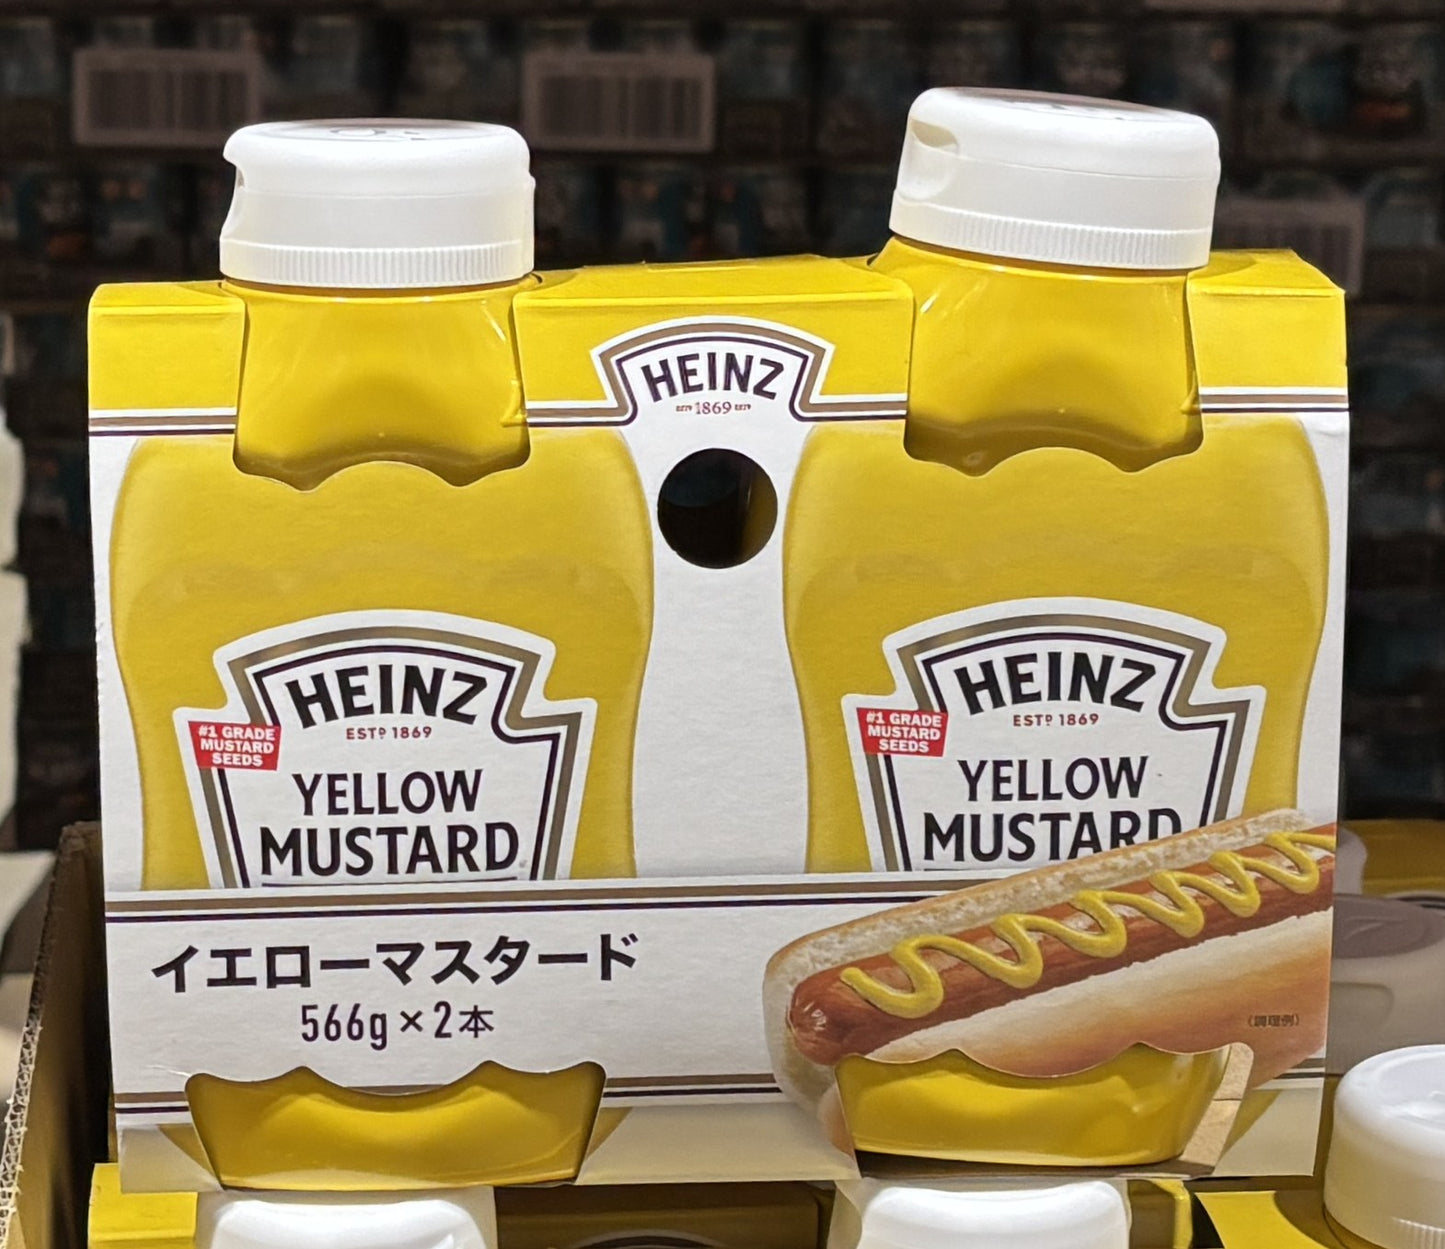 HEINZ
ESTD 1869 ESTD
HEINZ
ESTD 1869
#1 GRADE
MUSTARD
SEEDS
YELLOW
MUSTARD
HEINZ
ESTD 1869
#1 GRADE
MUSTARD
SEEDS
YELLOW
MUSTARD
イエローマスタード
566g×2本
(調理例)